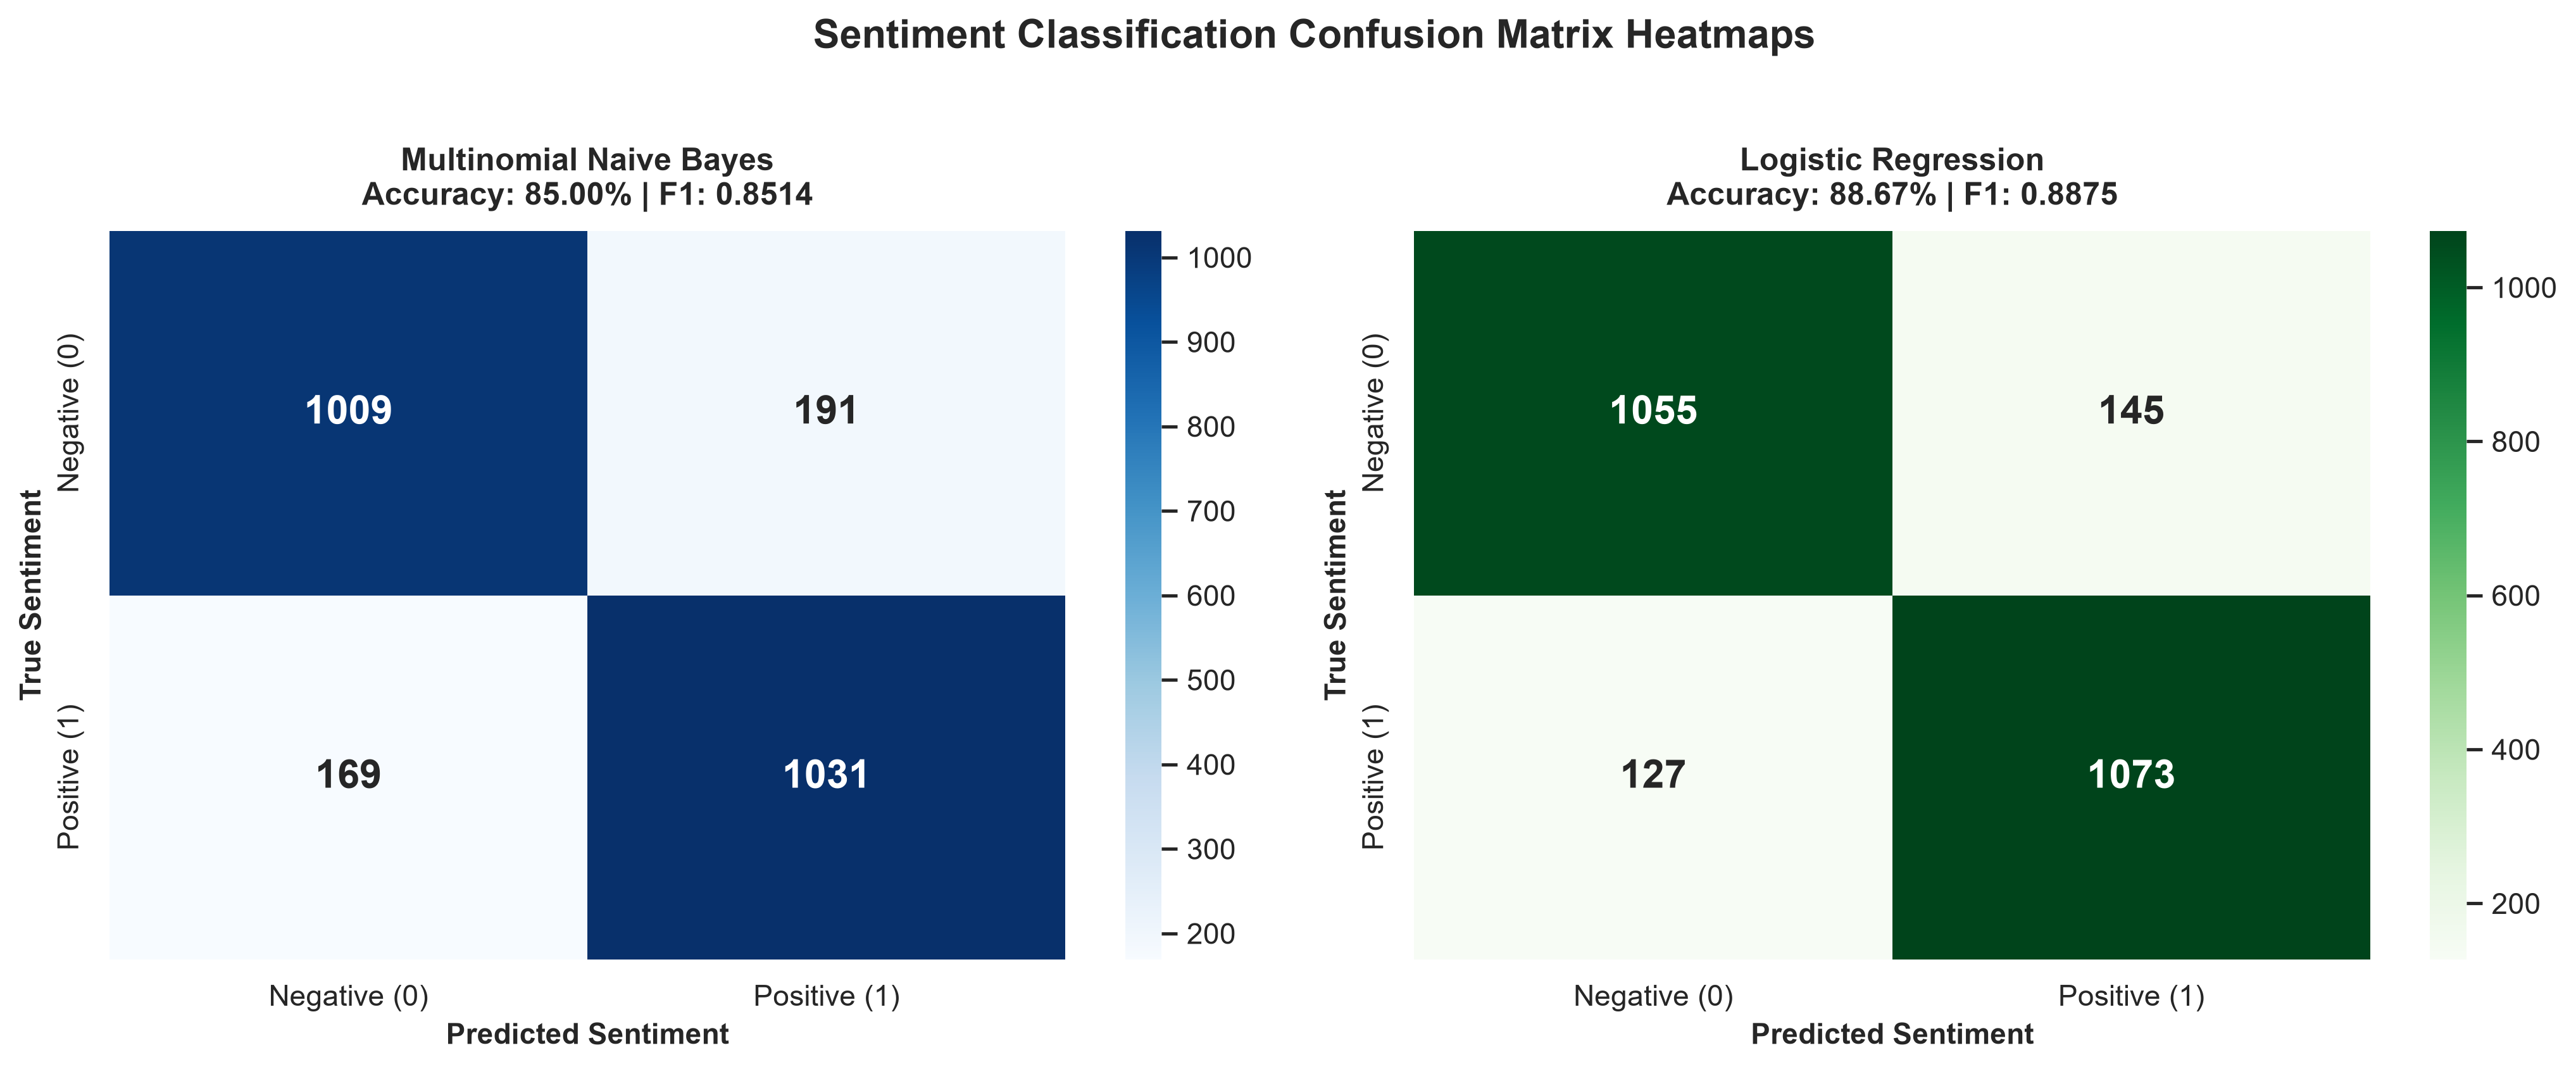 Sentiment Classification Confusion Matrix Heatmaps
Multinomial Naive Bayes
Accuracy: 85.00% | F1: 0.8514
True Sentiment
Negative (0)
Positive (1)
1009
191
169
1031
Negative (0)
Positive (1)
Predicted Sentiment
1000
900
800
700
600
500
400
300
200
Logistic Regression
Accuracy: 88.67% | F1: 0.8875
True Sentiment
Negative (0)
Positive (1)
1055
145
127
1073
Negative (0)
Positive (1)
Predicted Sentiment
1000
800
600
400
200